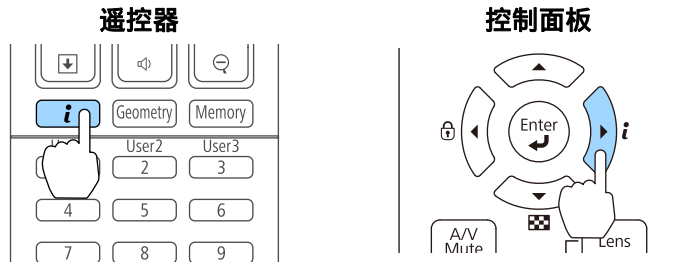 遥控器
控制面板
i
Geometry
Memory
User2
User3
2
3
4
5
6
7
8
9
Enter
i
A/V
Mute
Lens